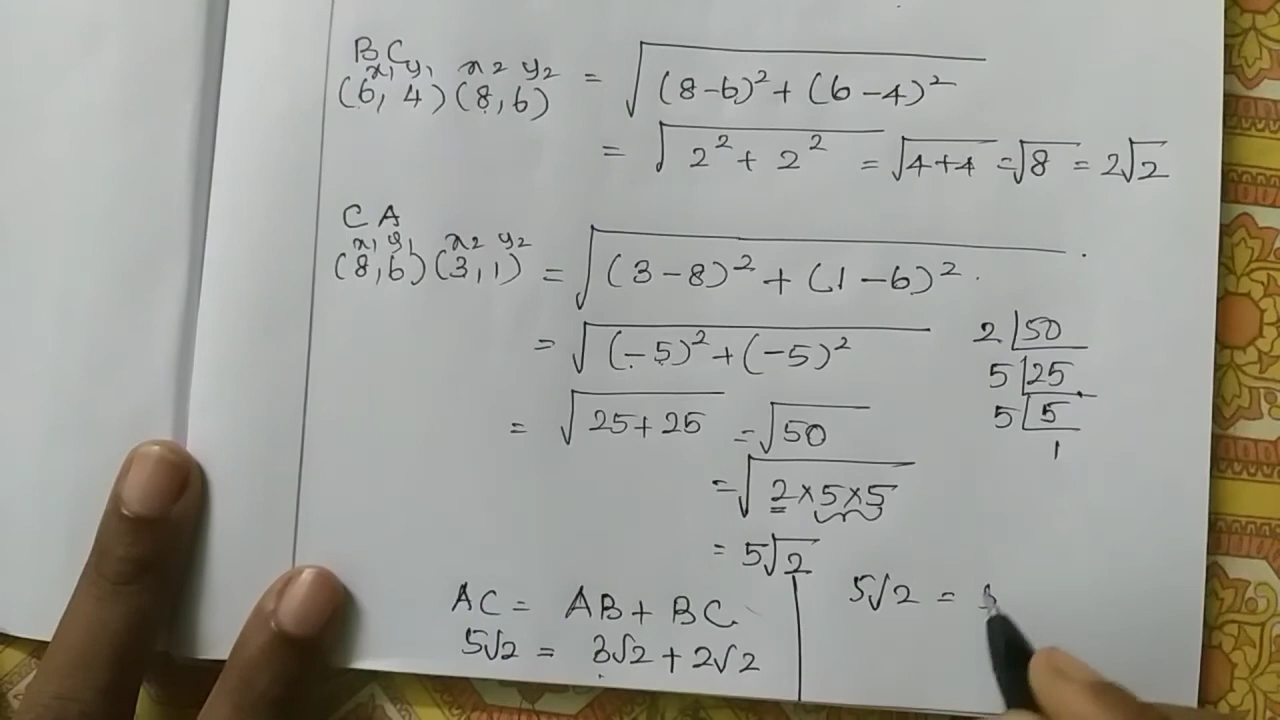 BC
x₁ y₁ x₂ y₂
(6, 4) (8, 6) = √(8-6)² + (6-4)²
= √2² + 2² = √4+4 = √8 = 2√2
CA
x₁ y₁ x₂ y₂
(8, 6) (3, 1) = √(3-8)² + (1-6)²
= √(-5)² + (-5)²
2 | 50
5 | 25
5 | 5
1
= √25+25 = √50
= √2×5×5
= 5√2
AC = AB + BC
5√2 = 3√2 + 2√2
5√2 =